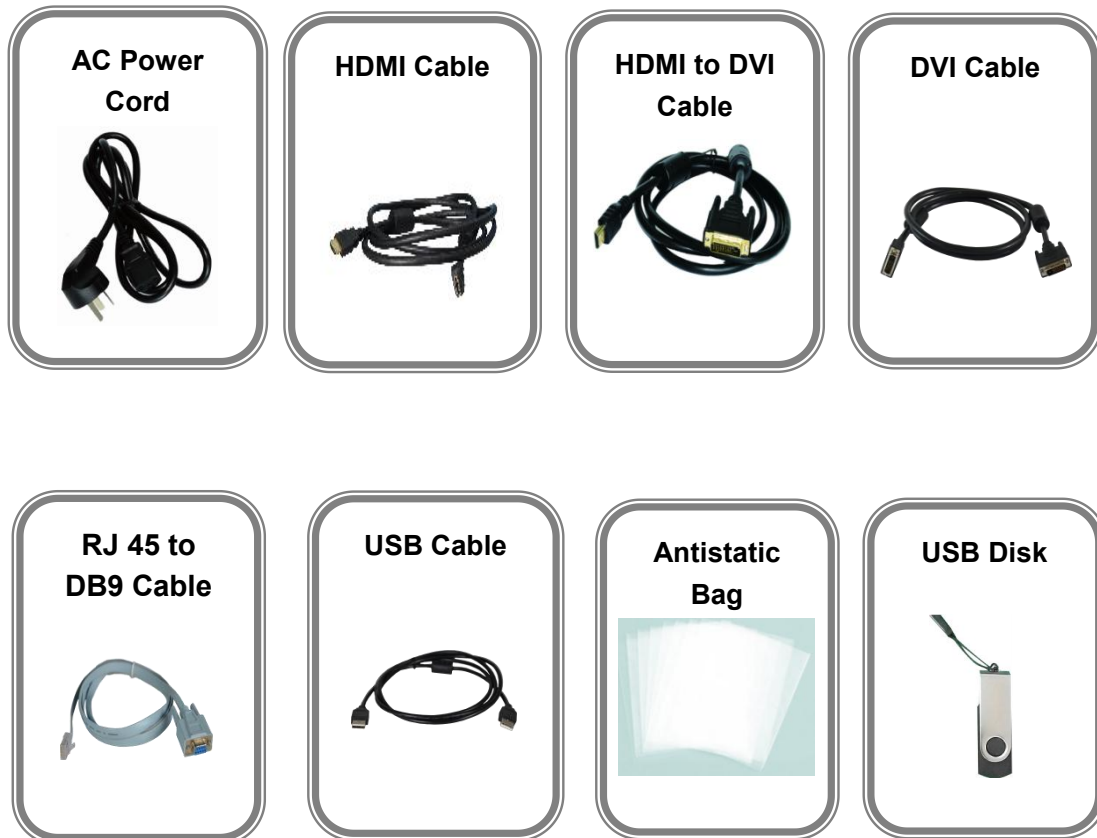 AC Power
Cord
HDMI Cable
HDMI to DVI
Cable
DVI Cable
RJ 45 to
DB9 Cable
USB Cable
Antistatic
Bag
USB Disk